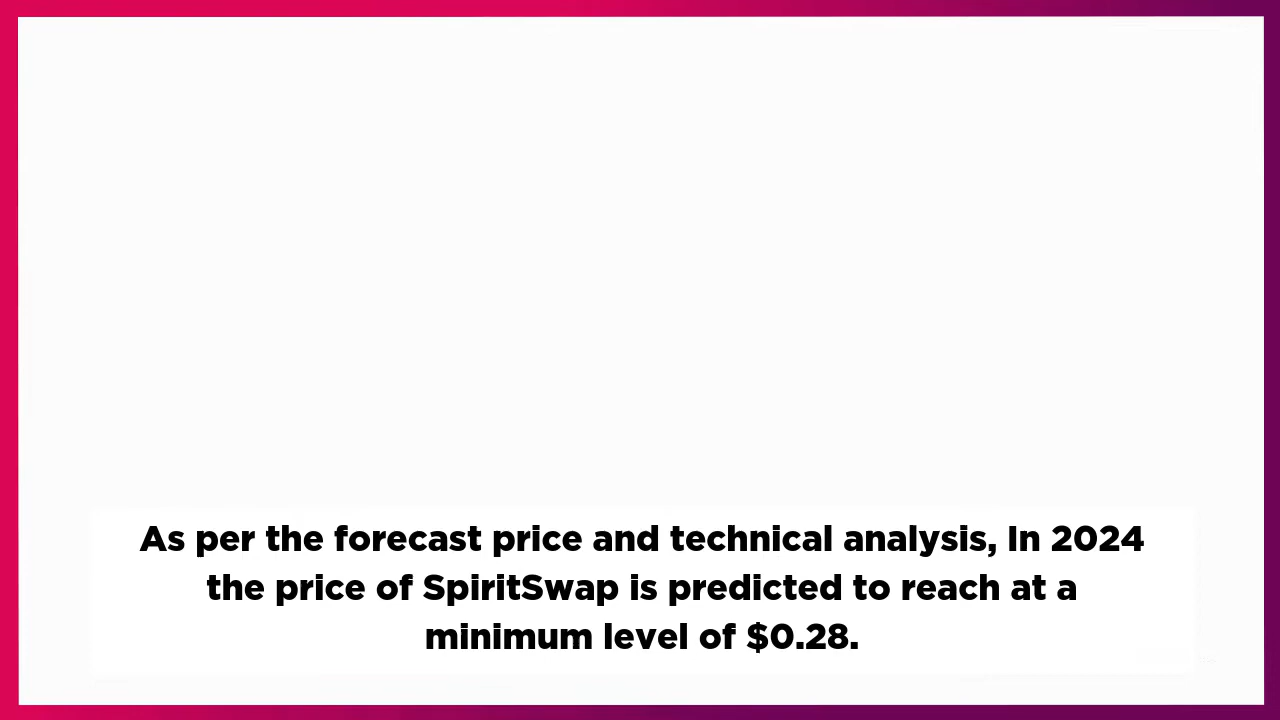 As per the forecast price and technical analysis, In 2024
the price of SpiritSwap is predicted to reach at a
minimum level of $0.28.